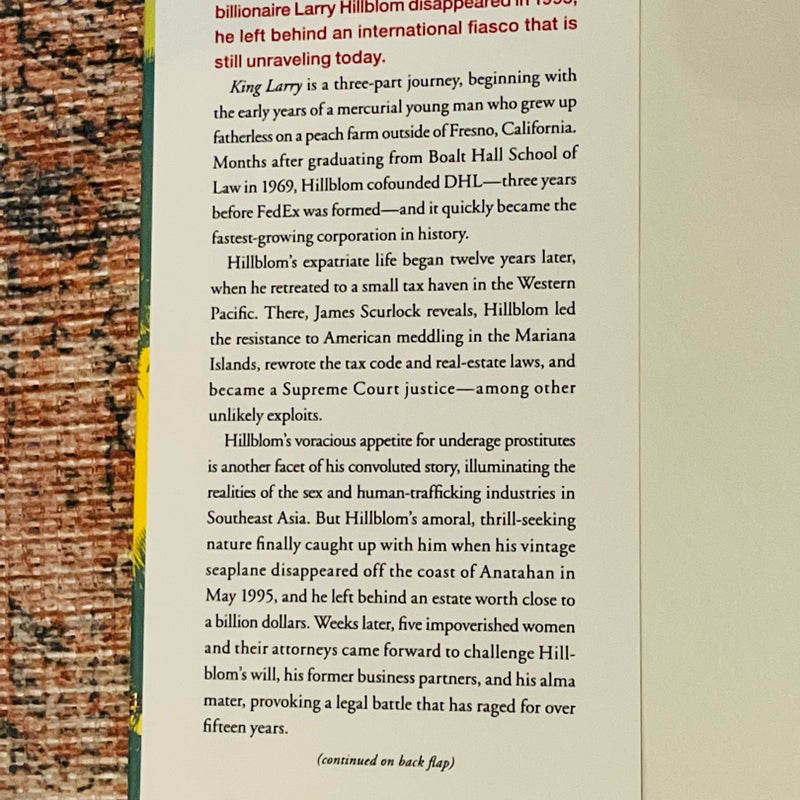 billionaire Larry Hillblom disappeared in 1995,
he left behind an international fiasco that is
still unraveling today.
King Larry is a three-part journey, beginning with
the early years of a mercurial young man who grew up
fatherless on a peach farm outside of Fresno, California.
Months after graduating from Boalt Hall School of
Law in 1969, Hillblom cofounded DHL—three years
before FedEx was formed—and it quickly became the
fastest-growing corporation in history.
Hillblom's expatriate life began twelve years later,
when he retreated to a small tax haven in the Western
Pacific. There, James Scurlock reveals, Hillblom led
the resistance to American meddling in the Mariana
Islands, rewrote the tax code and real-estate laws, and
became a Supreme Court justice—among other
unlikely exploits.
Hillblom's voracious appetite for underage prostitutes
is another facet of his convoluted story, illuminating the
realities of the sex and human-trafficking industries in
Southeast Asia. But Hillblom's amoral, thrill-seeking
nature finally caught up with him when his vintage
seaplane disappeared off the coast of Anatahan in
May 1995, and he left behind an estate worth close to
a billion dollars. Weeks later, five impoverished women
and their attorneys came forward to challenge Hill-
blom's will, his former business partners, and his alma
mater, provoking a legal battle that has raged for over
fifteen years.
(continued on back flap)